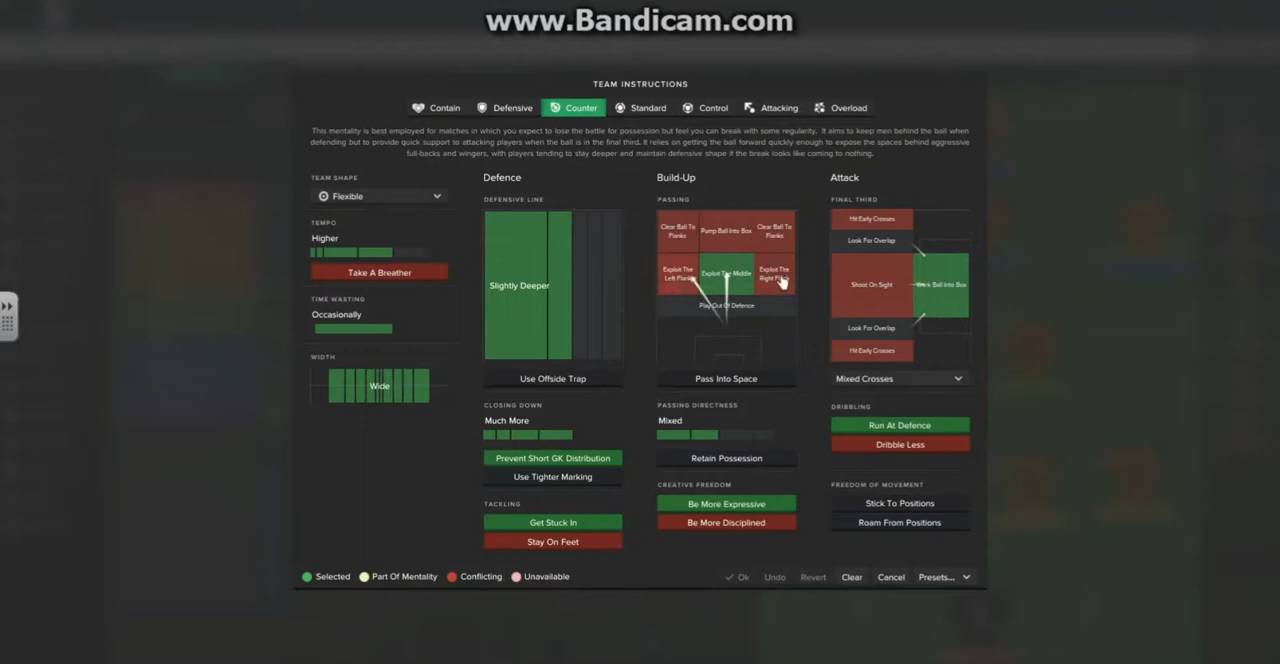 www.Bandicam.com
TEAM INSTRUCTIONS
Contain Defensive Counter Standard Control Attacking Overload
This mentality is best employed for matches in which you expect to lose the battle for possession but feel you can break with some regularity. It aims to keep men behind the ball when
defending but to provide quick support to attacking players when the ball is in the final third. It relies on getting the ball forward quickly enough to expose the spaces behind aggressive
full-backs and wingers, with players tending to stay deeper and maintain defensive shape if the break looks like coming to nothing.
TEAM SHAPE
Flexible
TEMPO
Higher
Take A Breather
TIME WASTING
Occasionally
WIDTH
Wide
Defence
DEFENSIVE LINE
Slightly Deeper
Use Offside Trap
CLOSING DOWN
Much More
Prevent Short GK Distribution
Use Tighter Marking
TACKLING
Get Stuck In
Stay On Feet
Build-Up
PASSING
Clear Ball To
Flanks
Pump Ball Into Box
Clear Ball To
Flanks
Exploit The
Left Flank
Exploit The Middle
Exploit The
Right
Play Out Of Defence
Pass Into Space
PASSING DIRECTNESS
Mixed
Retain Possession
CREATIVE FREEDOM
Be More Expressive
Be More Disciplined
Attack
FINAL THIRD
Hit Early Crosses
Look For Overlap
Shoot On Sight
Work Ball Into Box
Look For Overlap
Hit Early Crosses
Mixed Crosses
DRIBBLING
Run At Defence
Dribble Less
FREEDOM OF MOVEMENT
Stick To Positions
Roam From Positions
Selected Part Of Mentality Conflicting Unavailable
Ok Undo Revert Clear Cancel Presets...